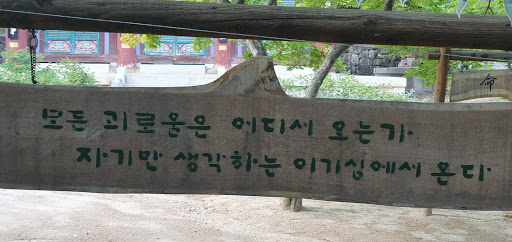 모든 괴로움은 어디서 오는가
자기만 생각하는 이기심에서 온다
命